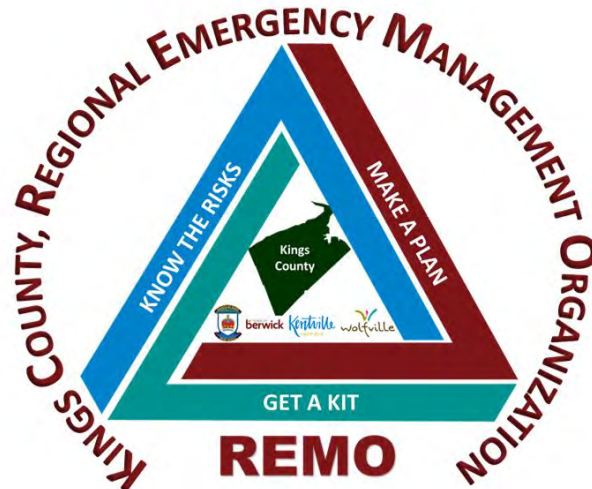 KINGS COUNTY, REGIONAL EMERGENCY MANAGEMENT ORGANIZATION
KNOW THE RISKS
MAKE A PLAN
Kings
County
berwick
Kentville
wolfville
GET A KIT
REMO